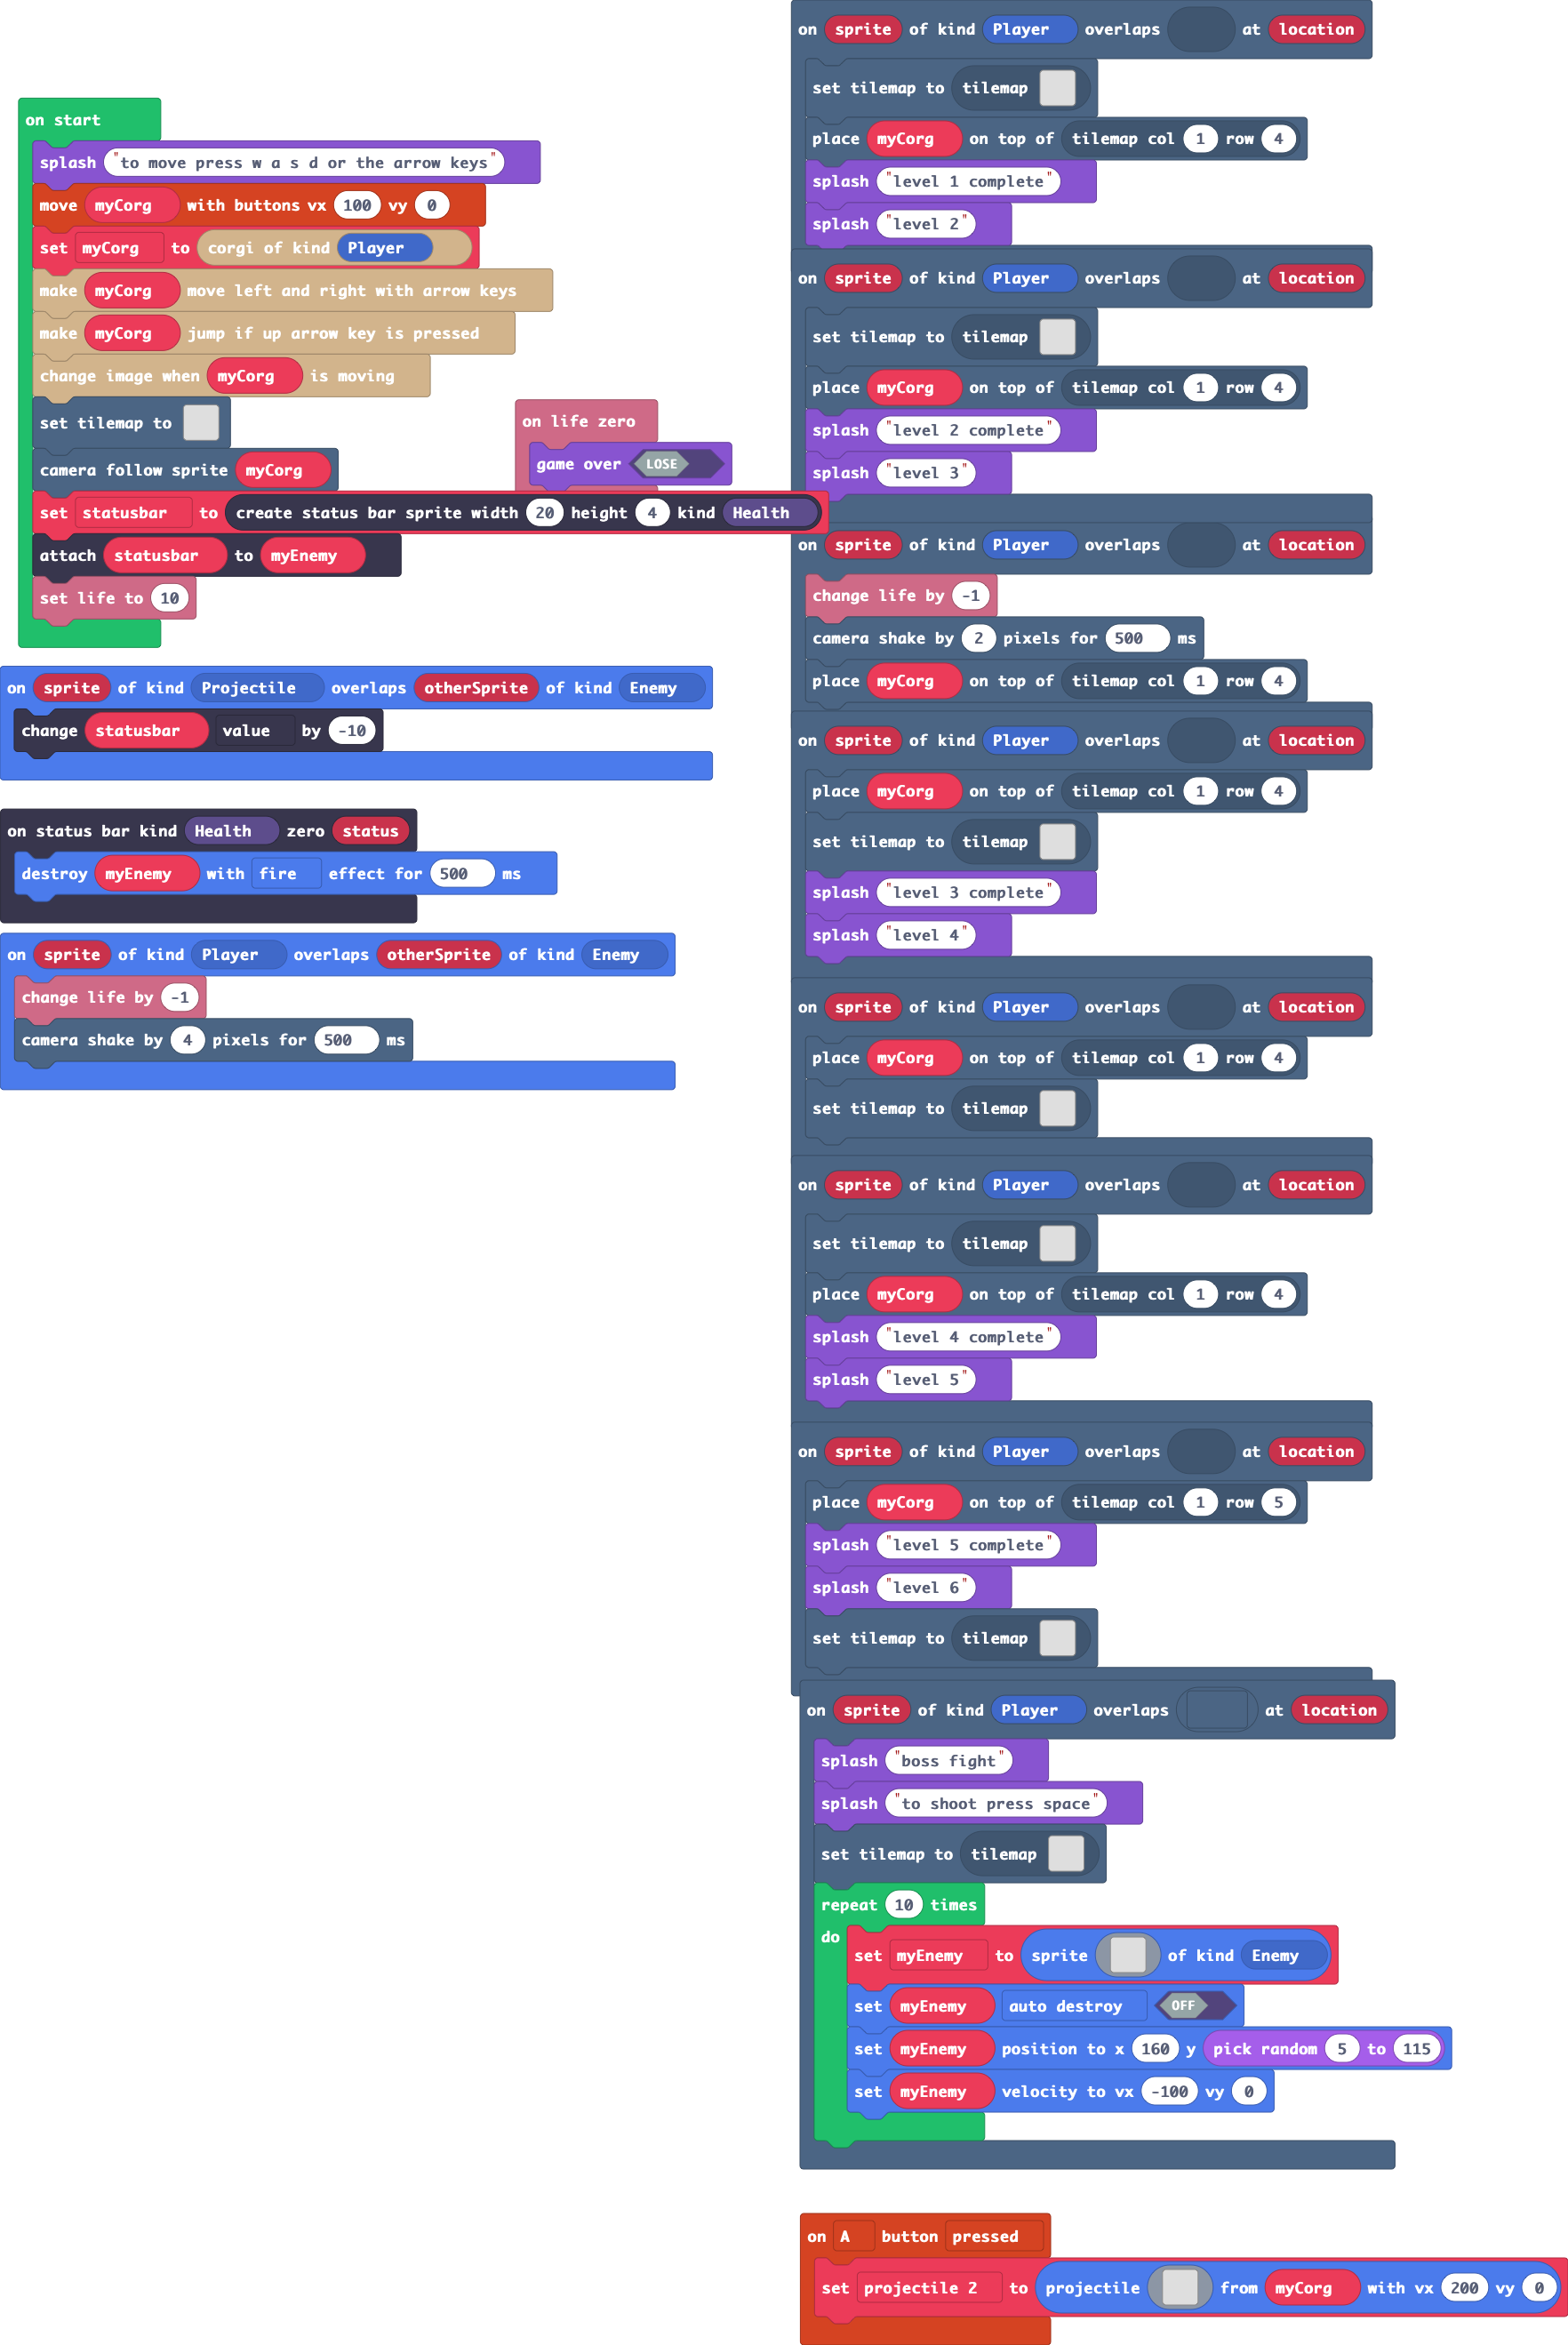 on start
splash "to move press w a s d or the arrow keys"
move myCorg with buttons vx 100 vy 0
set myCorg to corgi of kind Player
make myCorg move left and right with arrow keys
make myCorg jump if up arrow key is pressed
change image when myCorg is moving
set tilemap to
camera follow sprite myCorg
set statusbar to create status bar sprite width 20 height 4 kind Health
attach statusbar to myEnemy
set life to 10
on life zero
game over LOSE
on sprite of kind Projectile overlaps otherSprite of kind Enemy
change statusbar value by -10
on status bar kind Health zero status
destroy myEnemy with fire effect for 500 ms
on sprite of kind Player overlaps otherSprite of kind Enemy
change life by -1
camera shake by 4 pixels for 500 ms
on sprite of kind Player overlaps at location
set tilemap to tilemap
place myCorg on top of tilemap col 1 row 4
splash "level 1 complete"
splash "level 2"
on sprite of kind Player overlaps at location
set tilemap to tilemap
place myCorg on top of tilemap col 1 row 4
splash "level 2 complete"
splash "level 3"
on sprite of kind Player overlaps at location
change life by -1
camera shake by 2 pixels for 500 ms
place myCorg on top of tilemap col 1 row 4
on sprite of kind Player overlaps at location
place myCorg on top of tilemap col 1 row 4
set tilemap to tilemap
splash "level 3 complete"
splash "level 4"
on sprite of kind Player overlaps at location
place myCorg on top of tilemap col 1 row 4
set tilemap to tilemap
on sprite of kind Player overlaps at location
set tilemap to tilemap
place myCorg on top of tilemap col 1 row 4
splash "level 4 complete"
splash "level 5"
on sprite of kind Player overlaps at location
place myCorg on top of tilemap col 1 row 5
splash "level 5 complete"
splash "level 6"
set tilemap to tilemap
on sprite of kind Player overlaps at location
splash "boss fight"
splash "to shoot press space"
set tilemap to tilemap
repeat 10 times
do
set myEnemy to sprite of kind Enemy
set myEnemy auto destroy OFF
set myEnemy position to x 160 y pick random 5 to 115
set myEnemy velocity to vx -100 vy 0
on A button pressed
set projectile 2 to projectile from myCorg with vx 200 vy 0